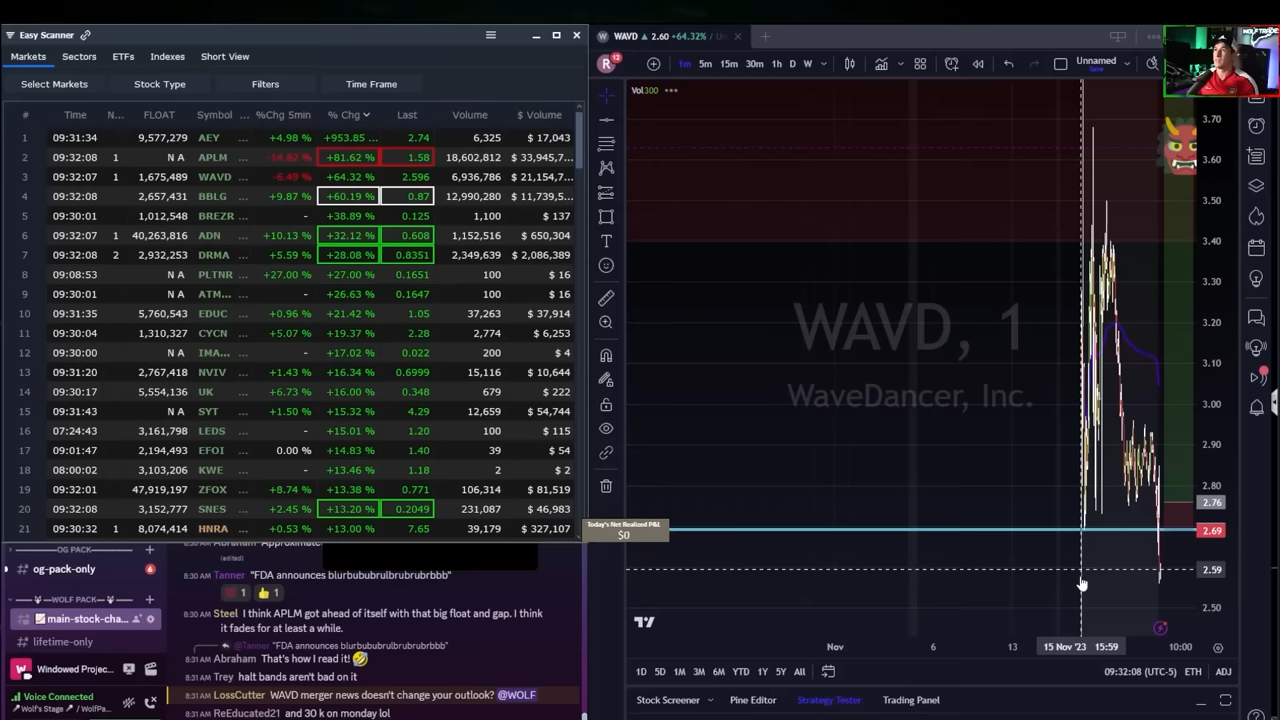 Easy Scanner
Markets Sectors ETFs Indexes Short View
Select Markets Stock Type Filters Time Frame
# Time N... FLOAT Symbol ... %Chg 5min % Chg Last Volume $ Volume
1 09:31:34 9,577,279 AEY ... +4.98 % +953.85 ... 2.74 6,325 $ 17,043
2 09:32:08 1 N A APLM ... -14.82 % +81.62 % 1.58 18,602,812 $ 33,945,7...
3 09:32:07 1 1,675,489 WAVD ... -6.49 % +64.32 % 2.596 6,936,786 $ 21,154,7...
4 09:32:08 2,657,431 BBLG ... +9.87 % +60.19 % 0.87 12,990,280 $ 11,739,5...
5 09:30:01 1,012,548 BREZR ... - +38.89 % 0.125 1,100 $ 137
6 09:32:07 1 40,263,816 ADN ... +10.13 % +32.12 % 0.608 1,152,516 $ 650,304
7 09:32:08 2 2,932,253 DRMA ... +5.59 % +28.08 % 0.8351 2,349,639 $ 2,086,389
8 09:08:53 N A PLTNR ... +27.00 % +27.00 % 0.1651 100 $ 16
9 09:30:01 N A ATM... ... - +26.63 % 0.1647 100 $ 16
10 09:31:35 5,760,543 EDUC ... +0.96 % +21.42 % 1.05 37,263 $ 37,914
11 09:30:04 1,310,327 CYCN ... +5.07 % +19.37 % 2.28 2,774 $ 6,253
12 09:30:00 N A IMA... ... - +17.02 % 0.022 200 $ 4
13 09:31:20 2,767,418 NVIV ... +1.43 % +16.34 % 0.6999 15,116 $ 10,644
14 09:30:17 5,554,136 UK ... +6.73 % +16.00 % 0.348 679 $ 222
15 09:31:43 N A SYT ... +1.50 % +15.32 % 4.29 12,659 $ 54,744
16 07:24:43 3,161,798 LEDS ... - +15.01 % 1.20 100 $ 115
17 09:01:47 2,194,493 EFOI ... 0.00 % +14.83 % 1.40 39 $ 54
18 08:00:02 3,103,206 KWE ... - +13.46 % 1.18 2 $ 2
19 09:32:01 47,919,197 ZFOX ... +8.74 % +13.38 % 0.771 106,314 $ 81,519
20 09:32:08 3,152,777 SNES ... +2.45 % +13.20 % 0.2049 231,087 $ 46,983
21 09:30:32 1 8,074,414 HNRA ... +0.53 % +13.00 % 7.65 39,179 $ 327,107
OG PACK
og-pack-only 6
WOLF PACK
main-stock-cha...
lifetime-only
Windowed Projec...
Voice Connected
Wolf's Stage / WolfPa...
(edited)
8:30 AM Tanner "FDA announces blurbububrulbrubrubrbbb"
1 1
8:30 AM Steel I think APLM got ahead of itself with that big float and gap. I think it fades for at least a while.
@Tanner "FDA announces blurbububrulbrubrubrbbb"
8:31 AM Abraham That's how I read it!
8:31 AM Trey halt bands aren't bad on it
8:31 AM LossCutter WAVD merger news doesn't change your outlook? @WOLF
8:31 AM ReEducated21 and 30 k on monday lol
WAVD 2.60 +64.32%
R 12
1m 5m 15m 30m 1h D W
Unnamed
Save
Vol300
WAVD, 1
WaveDancer, Inc.
3.70
3.60
3.50
3.40
3.30
3.20
3.10
3.00
2.90
2.80
2.76
2.69
2.59
2.50
Today's Net Realized P&L
$0
Nov 6 13 15 Nov '23 15:59 10:00
1D 5D 1M 3M 6M YTD 1Y 5Y All 09:32:08 (UTC-5) ETH ADJ
Stock Screener Pine Editor Strategy Tester Trading Panel